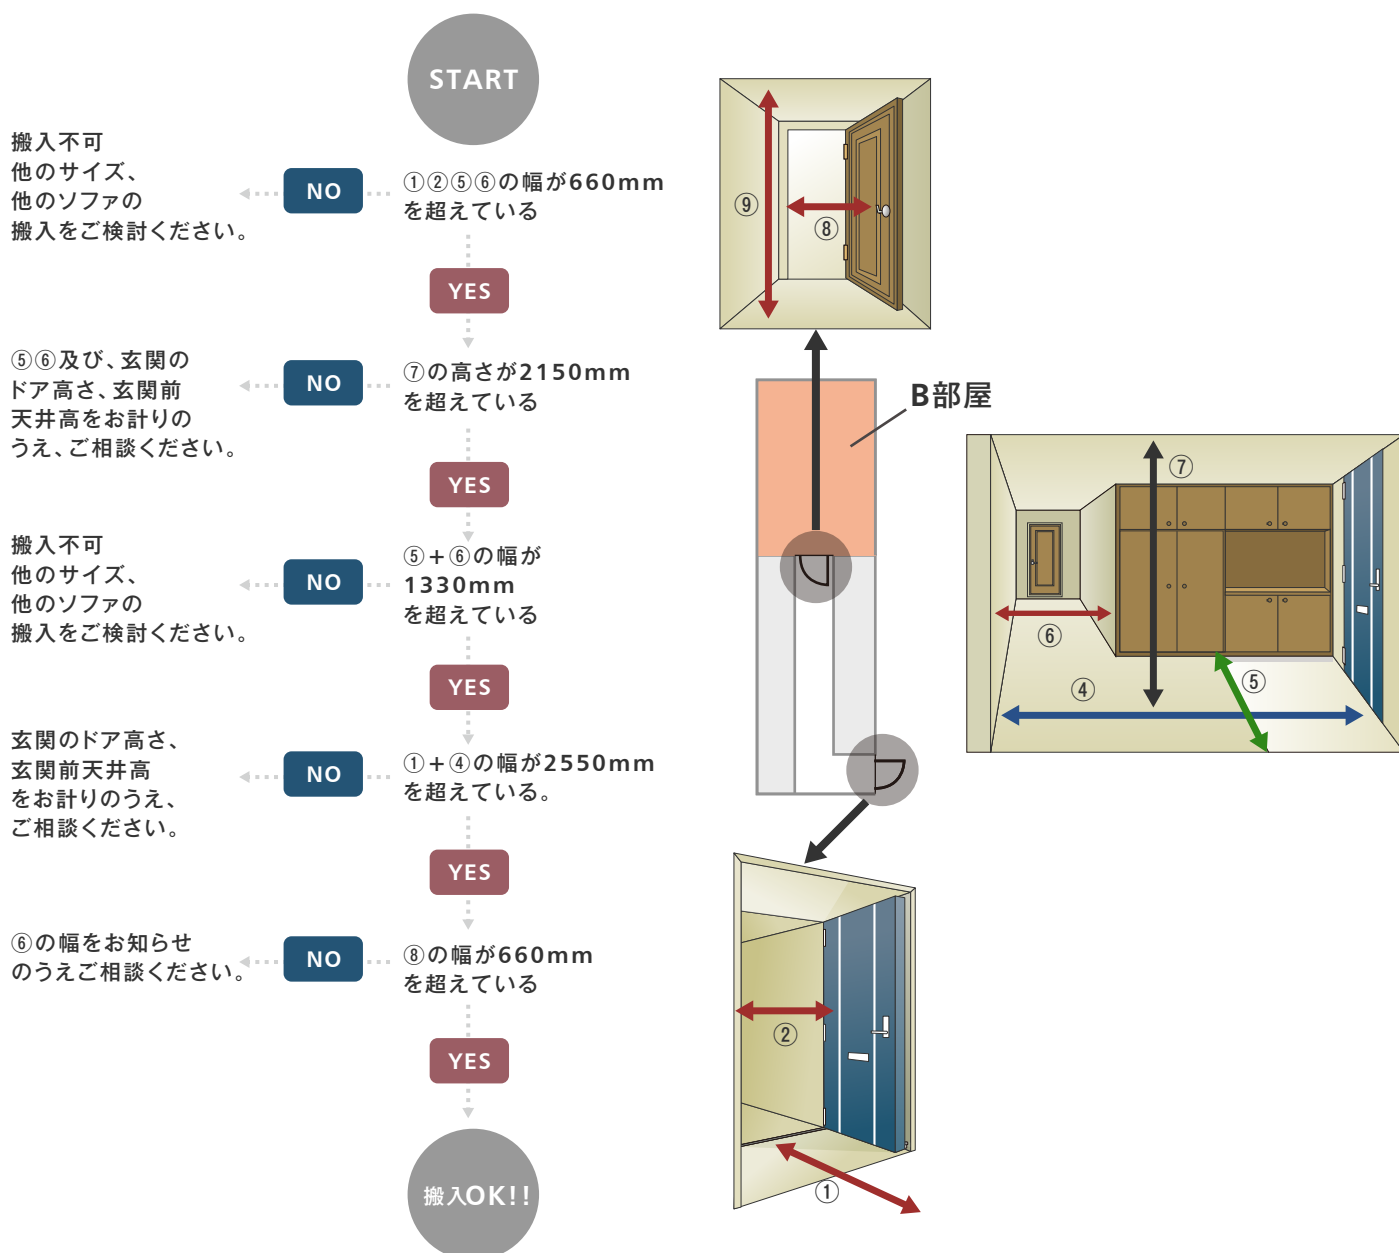 START
搬入不可
他のサイズ、
他のソファの
搬入をご検討ください。
NO
①②⑤⑥の幅が660mm
を超えている
YES
⑤⑥及び、玄関の
ドア高さ、玄関前
天井高をお計りの
うえ、ご相談ください。
NO
⑦の高さが2150mm
を超えている
YES
搬入不可
他のサイズ、
他のソファの
搬入をご検討ください。
NO
⑤+⑥の幅が
1330mm
を超えている
YES
玄関のドア高さ、
玄関前天井高
をお計りのうえ、
ご相談ください。
NO
①+④の幅が2550mm
を超えている。
YES
⑥の幅をお知らせ
のうえご相談ください。
NO
⑧の幅が660mm
を超えている
YES
搬入OK!!
⑨
⑧
B部屋
⑦
⑥
④
⑤
②
①